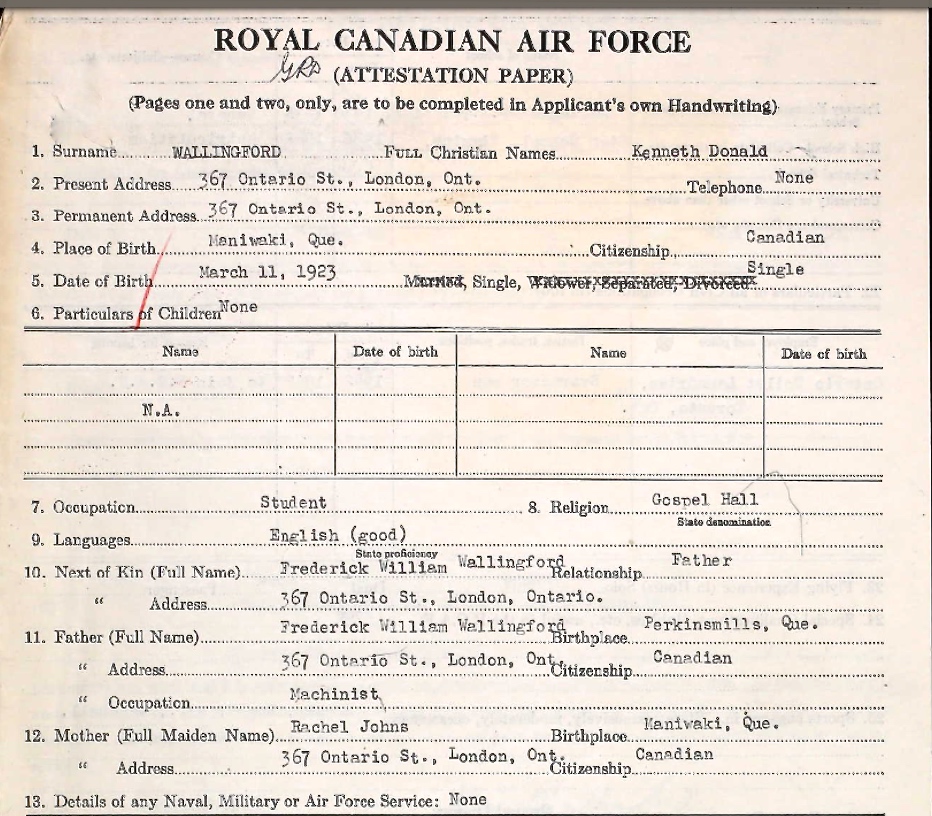 ROYAL CANADIAN AIR FORCE
GRD (ATTESTATION PAPER)
(Pages one and two, only, are to be completed in Applicant's own Handwriting)
1. Surname WALLINGFORD FULL Christian Names Kenneth Donald
2. Present Address 367 Ontario St., London, Ont. Telephone None
3. Permanent Address 367 Ontario St., London, Ont.
4. Place of Birth Maniwaki, Que. Citizenship Canadian
5. Date of Birth March 11, 1923 Married, Single, Widower, Separated, Divorced Single
6. Particulars of Children None
Name Date of birth Name Date of birth
N.A.
7. Occupation Student 8. Religion Gospel Hall
State denomination
9. Languages English (good)
State proficiency
10. Next of Kin (Full Name) Frederick William Wallingford Relationship Father
" Address 367 Ontario St., London, Ontario.
11. Father (Full Name) Frederick William Wallingford Birthplace Perkinsmills, Que.
" Address 367 Ontario St., London, Ont. Citizenship Canadian
" Occupation Machinist
12. Mother (Full Maiden Name) Rachel Johns Birthplace Maniwaki, Que.
" Address 367 Ontario St., London, Ont. Citizenship Canadian
13. Details of any Naval, Military or Air Force Service: None